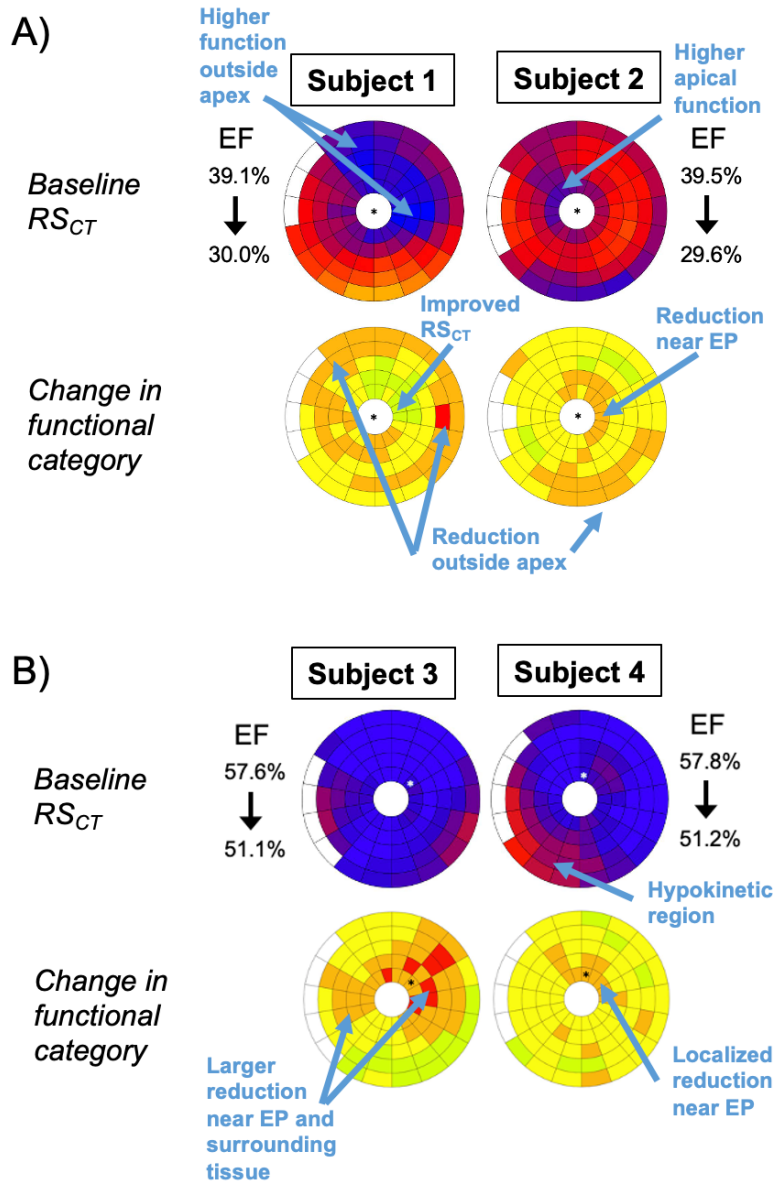 A)
Higher
function
outside
apex
Subject 1
Subject 2
Higher
apical
function
Baseline
RSCT
EF
39.1%
30.0%
*
*
EF
39.5%
29.6%
Improved
RSCT
Reduction
near EP
Change in
functional
category
*
*
Reduction
outside apex
B)
Subject 3
Subject 4
Baseline
RSCT
EF
57.6%
51.1%
*
*
EF
57.8%
51.2%
Hypokinetic
region
Change in
functional
category
*
*
Larger
reduction
near EP and
surrounding
tissue
Localized
reduction
near EP